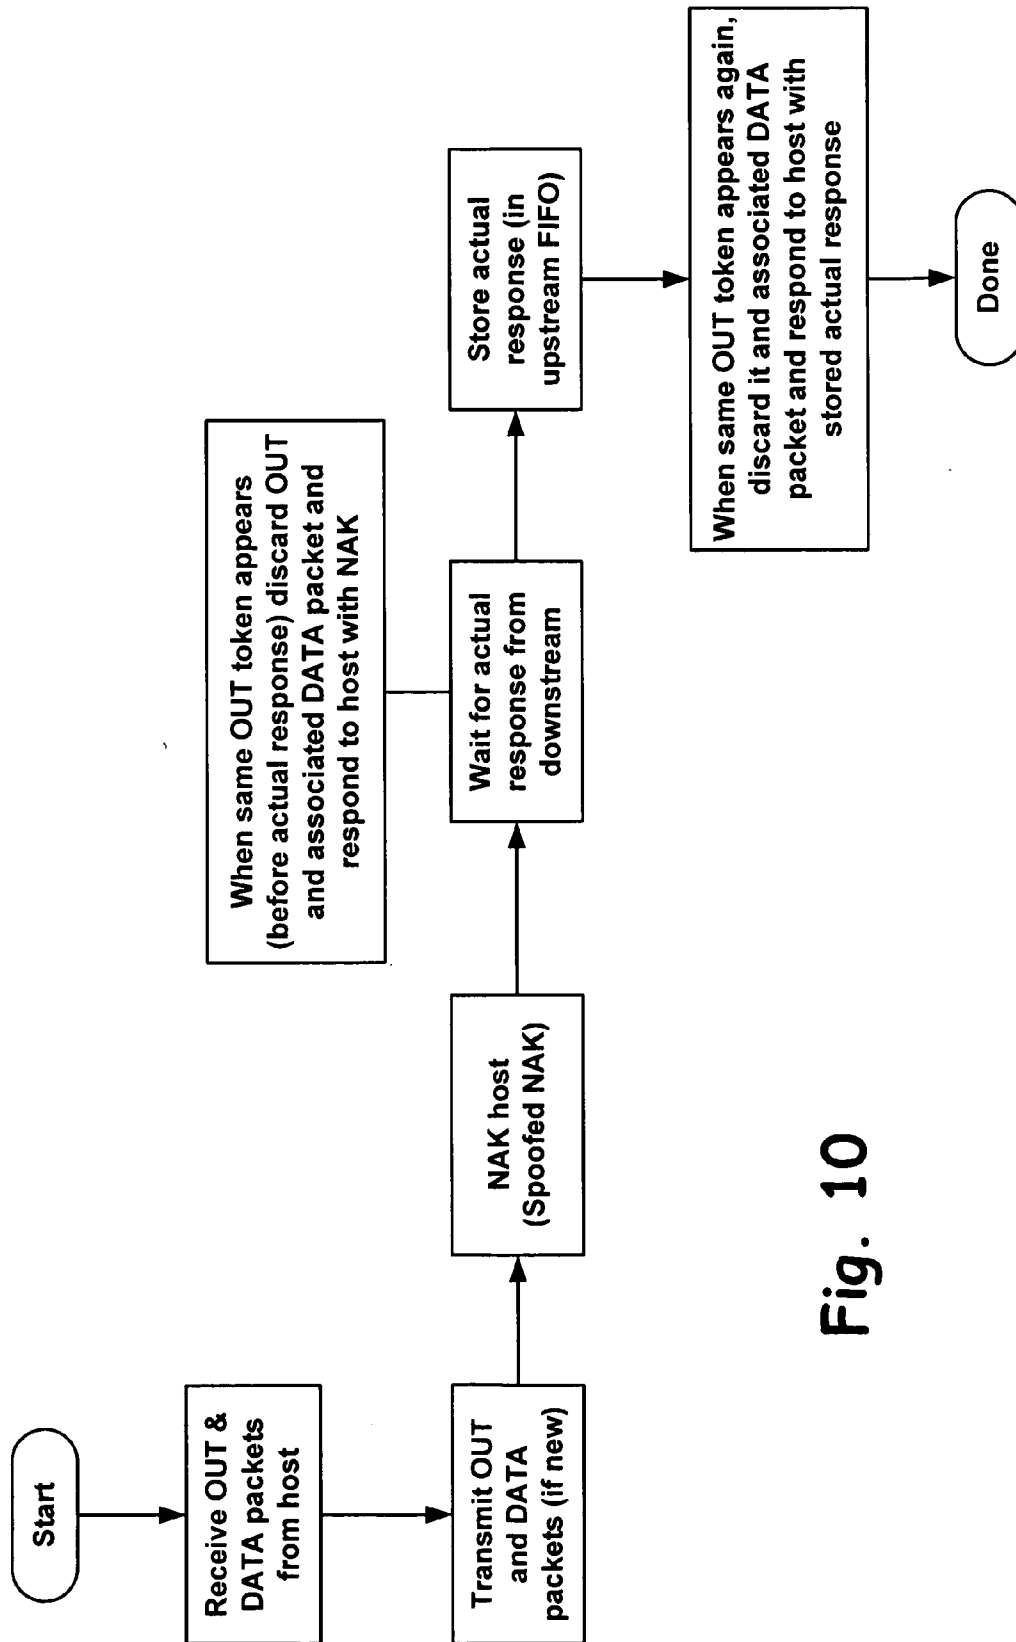 Start
Receive OUT &
DATA packets
from host
Transmit OUT
and DATA
packets (if new)
NAK host
(Spoofed NAK)
When same OUT token appears
(before actual response) discard OUT
and associated DATA packet and
respond to host with NAK
Wait for actual
response from
downstream
Store actual
response (in
upstream FIFO)
When same OUT token appears again,
discard it and associated DATA
packet and respond to host with
stored actual response
Done
Fig. 10